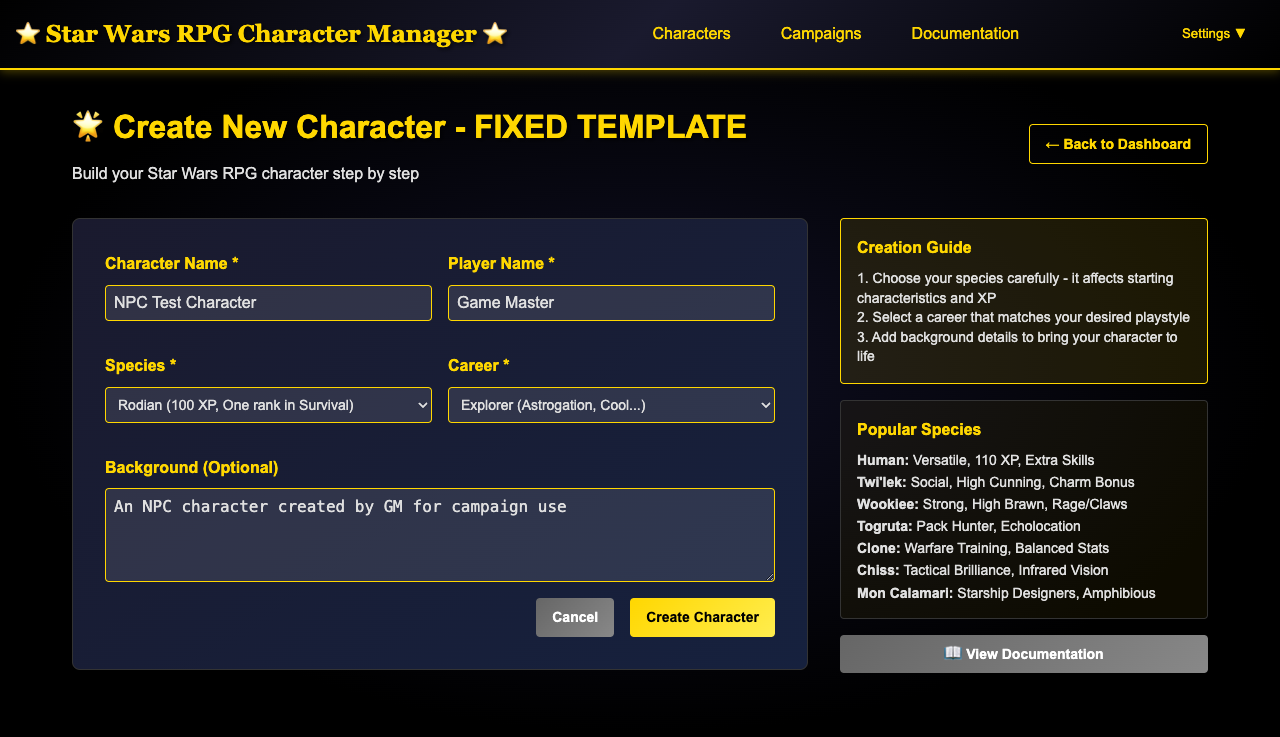 ⭐ Star Wars RPG Character Manager ⭐
Characters
Campaigns
Documentation
Settings ▼
🌟 Create New Character - FIXED TEMPLATE
Build your Star Wars RPG character step by step
← Back to Dashboard
Character Name *
Player Name *
NPC Test Character
Game Master
Species *
Career *
Rodian (100 XP, One rank in Survival)
Explorer (Astrogation, Cool...)
Background (Optional)
An NPC character created by GM for campaign use
Cancel
Create Character
Creation Guide
1. Choose your species carefully - it affects starting
characteristics and XP
2. Select a career that matches your desired playstyle
3. Add background details to bring your character to
life
Popular Species
Human: Versatile, 110 XP, Extra Skills
Twi'lek: Social, High Cunning, Charm Bonus
Wookiee: Strong, High Brawn, Rage/Claws
Togruta: Pack Hunter, Echolocation
Clone: Warfare Training, Balanced Stats
Chiss: Tactical Brilliance, Infrared Vision
Mon Calamari: Starship Designers, Amphibious
📖 View Documentation